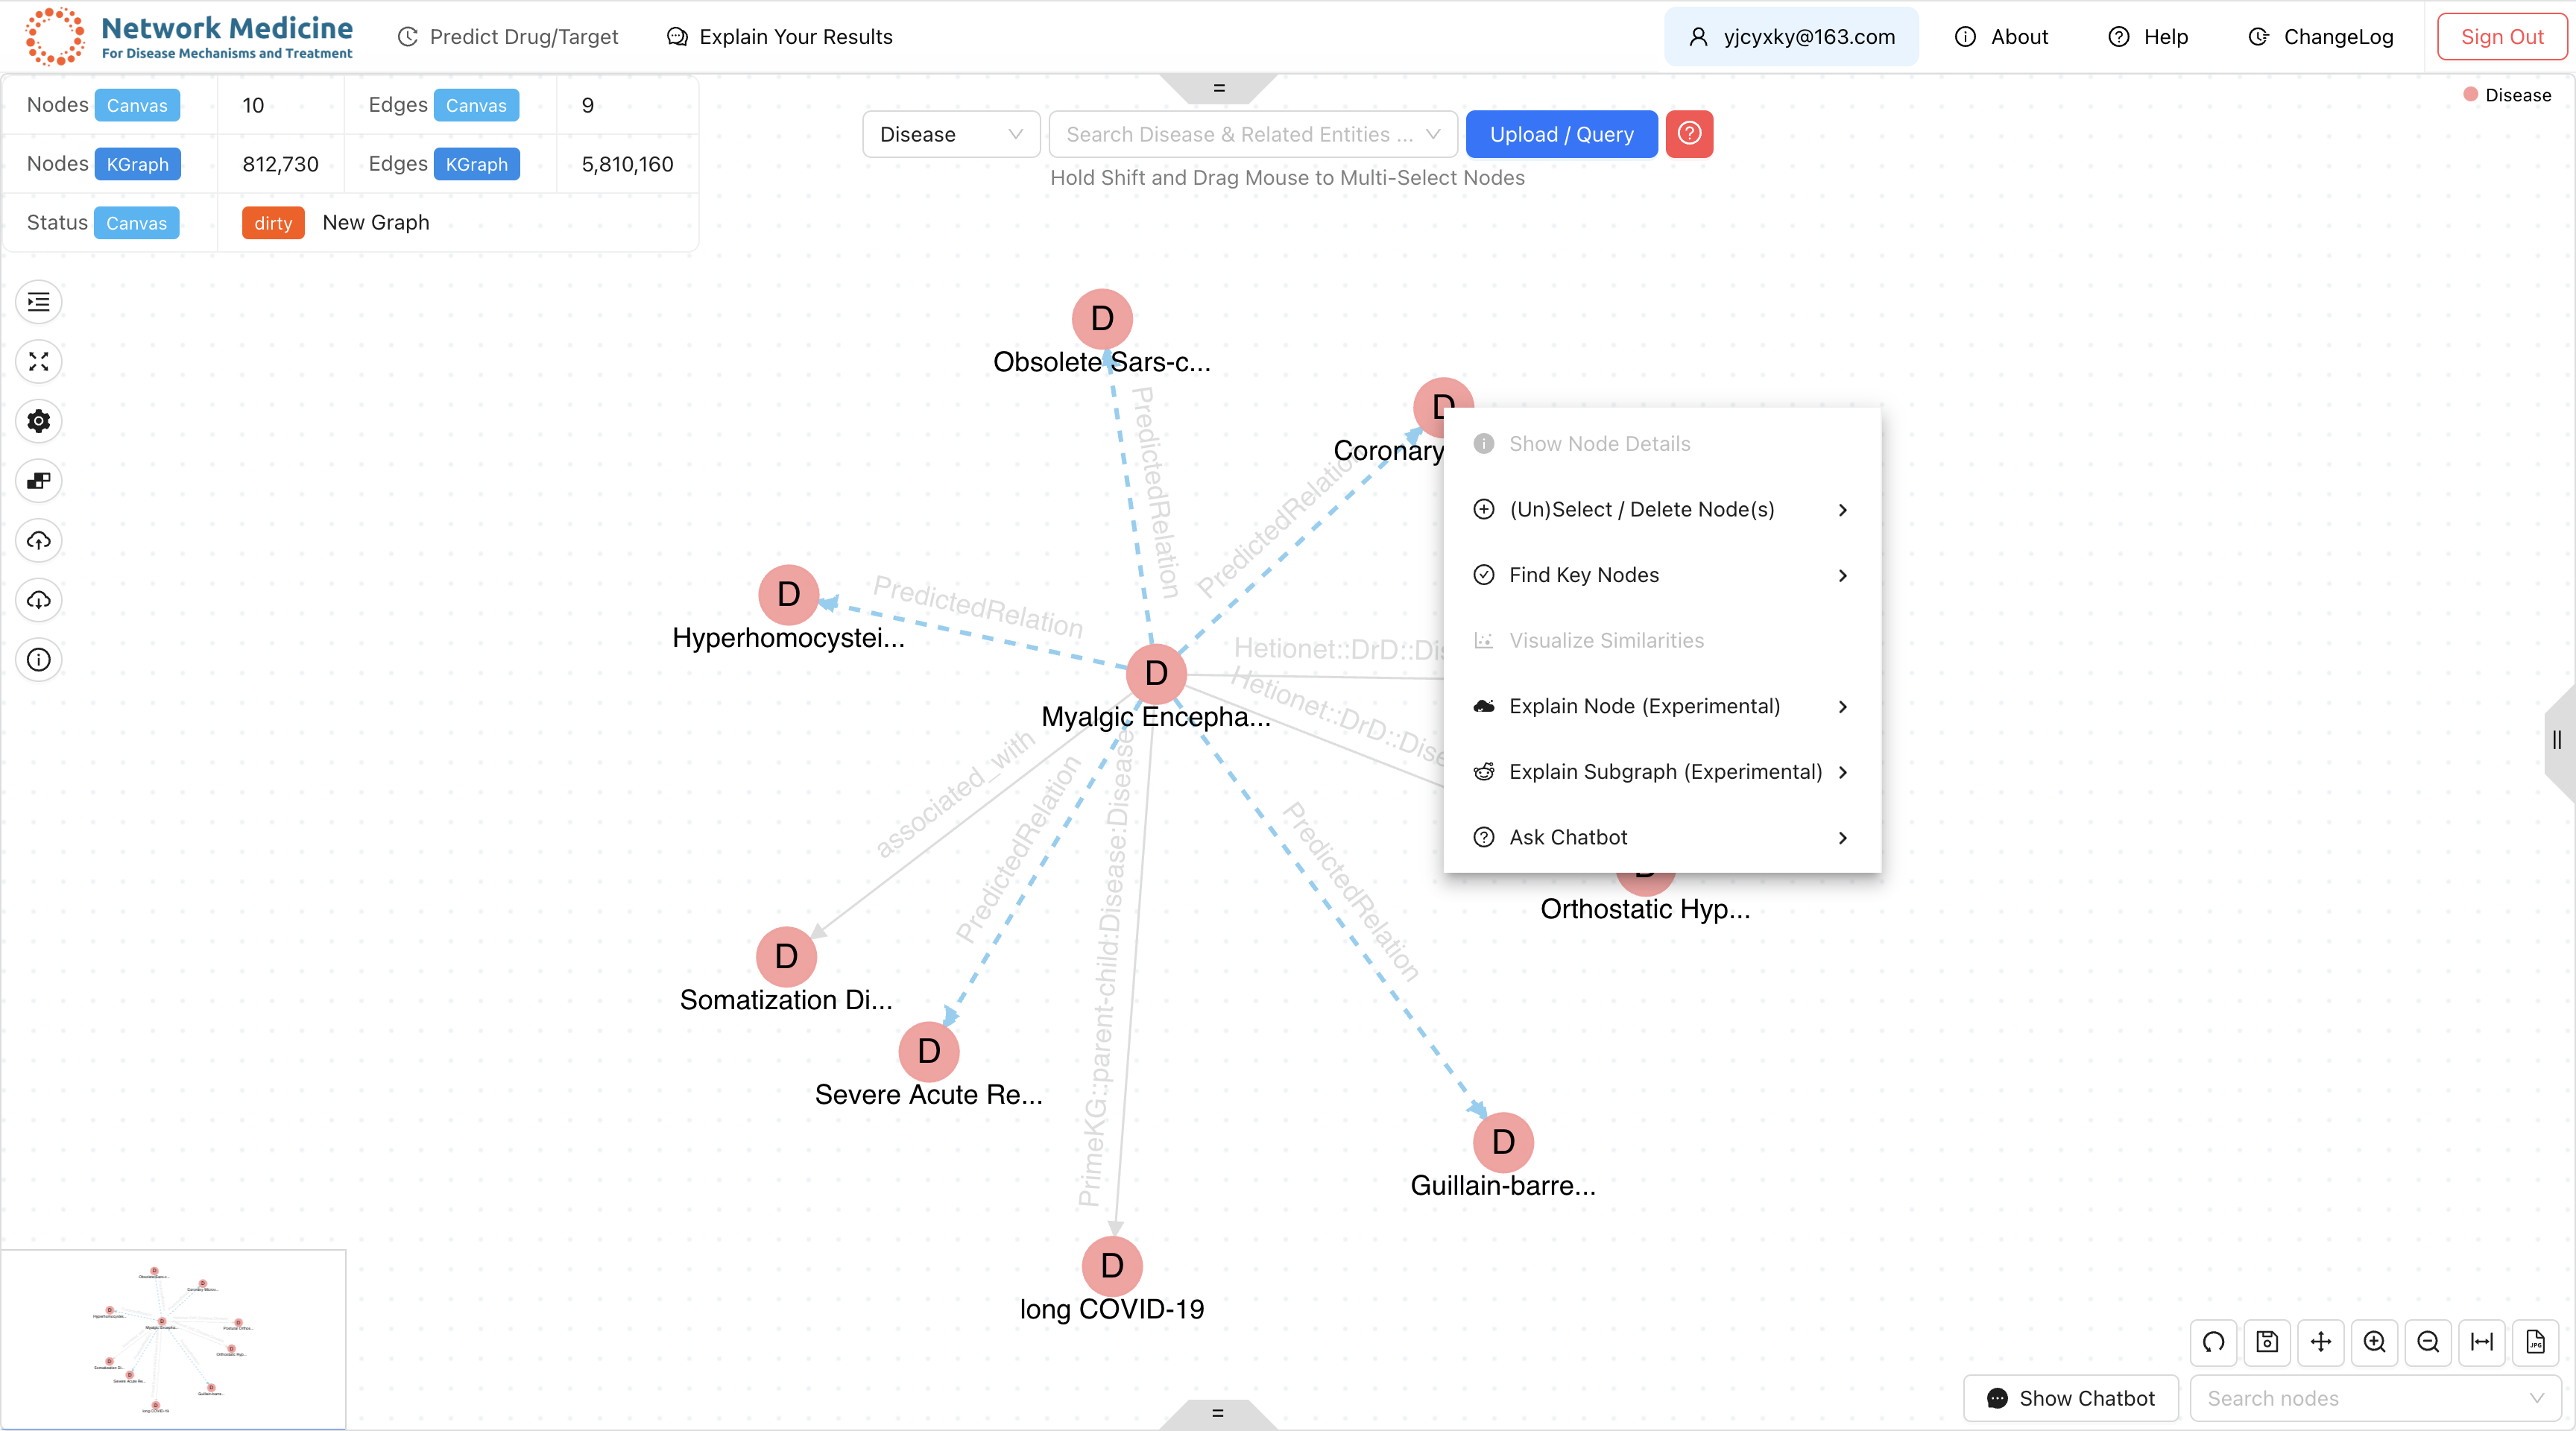 Network Medicine
For Disease Mechanisms and Treatment
Predict Drug/Target
Explain Your Results
yjcyxky@163.com
About
Help
ChangeLog
Sign Out
Nodes Canvas 10 Edges Canvas 9
Nodes KGraph 812,730 Edges KGraph 5,810,160
Status Canvas dirty New Graph
Disease
Search Disease & Related Entities ...
Upload / Query
Hold Shift and Drag Mouse to Multi-Select Nodes
Disease
D
Obsolete Sars-c...
D
Coronary
PredictedRelation
PredictedRelation
D
Hyperhomocystei...
PredictedRelation
D
Myalgic Encepha...
Hetionet::DrD::Dis
Hetionet::DrD::Dise
Show Node Details
(Un)Select / Delete Node(s)
Find Key Nodes
Visualize Similarities
Explain Node (Experimental)
Explain Subgraph (Experimental)
Ask Chatbot
D
Orthostatic Hyp...
associated_with
PredictedRelation
PrimeKG::parent-child:Disease:Disease
PredictedRelation
D
Somatization Di...
D
Severe Acute Re...
D
Guillain-barre...
D
long COVID-19
JPG
Show Chatbot
Search nodes